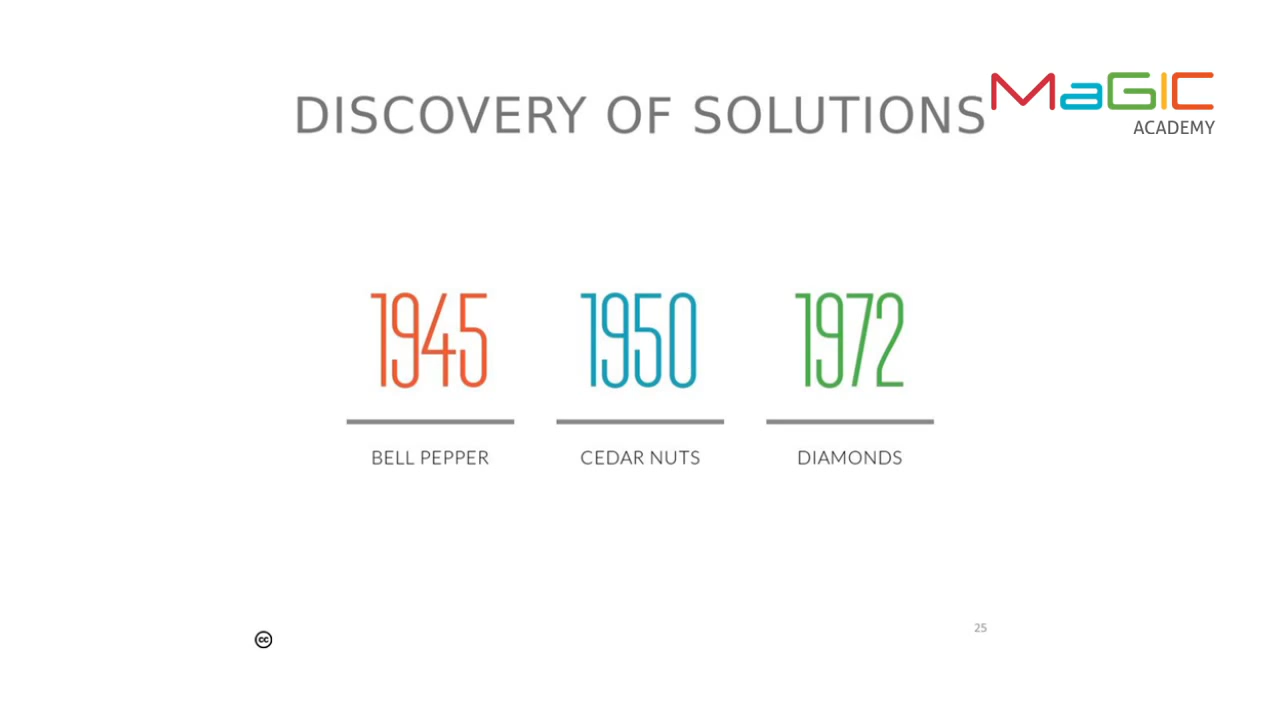 DISCOVERY OF SOLUTIONS
MaGIC
ACADEMY
1945
1950
1972
BELL PEPPER
CEDAR NUTS
DIAMONDS
cc
25